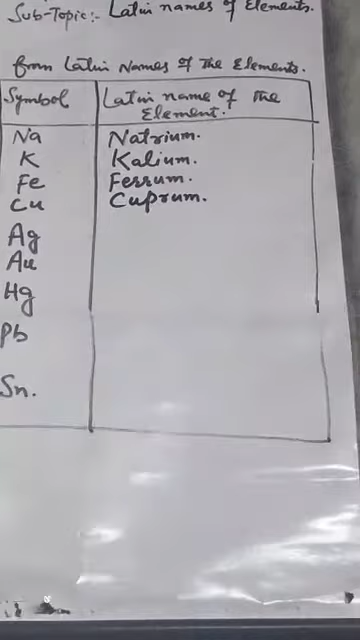 Sub-Topic:- Latin names of Elements.
from Latin Names of The Elements.
Symbol Latin name of The Element.
Na Natrium.
K Kalium.
Fe Ferrum.
Cu Cuprum.
Ag
Au
Hg
Pb
Sn.